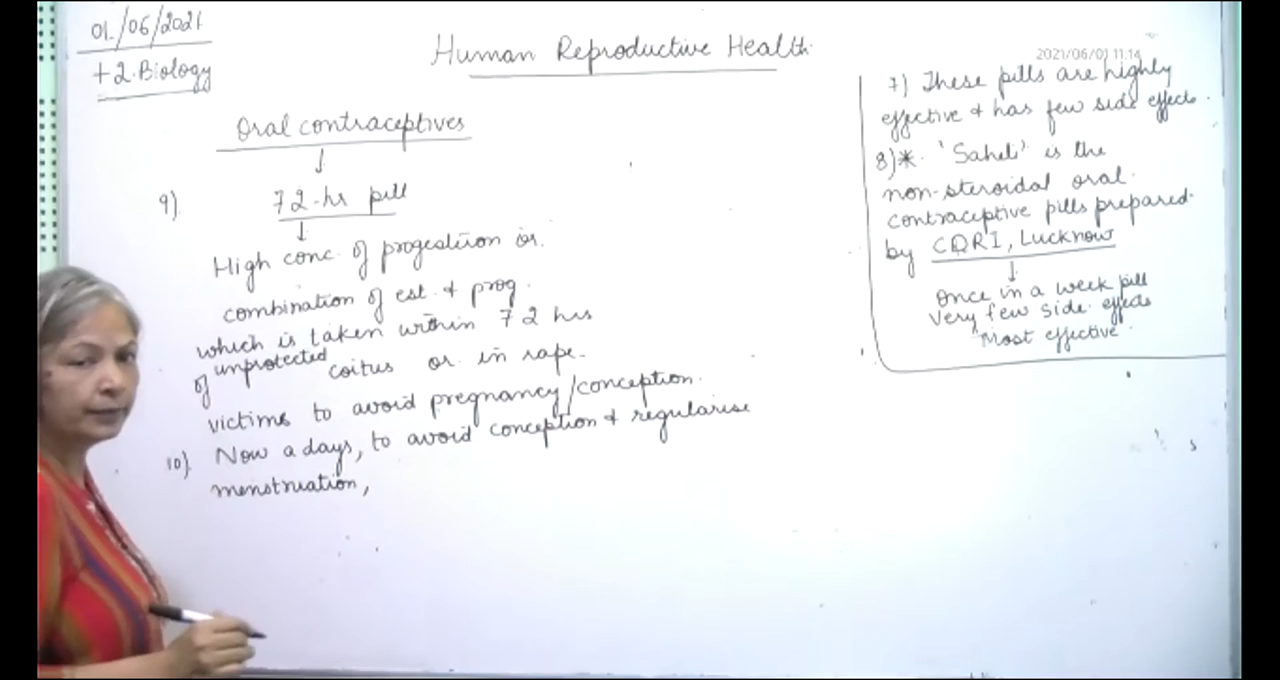 01/06/2021
+2 Biology
Human Reproductive Health
2021/06/01 11:14
Oral contraceptives
9) 72-hr pill
High conc. of progestiron or
combination of est. & prog.
which is taken within 72 hrs
of unprotected coitus or in rape
victims to avoid pregnancy/conception.
10) Now a days, to avoid conception & regularise
menstruation,
7) These pills are highly
effective & has few side effects.
8)* 'Saheli' is the
non-steroidal oral
contraceptive pills prepared
by CDRI, Lucknow
Once in a week pill
Very few side effects
Most effective.